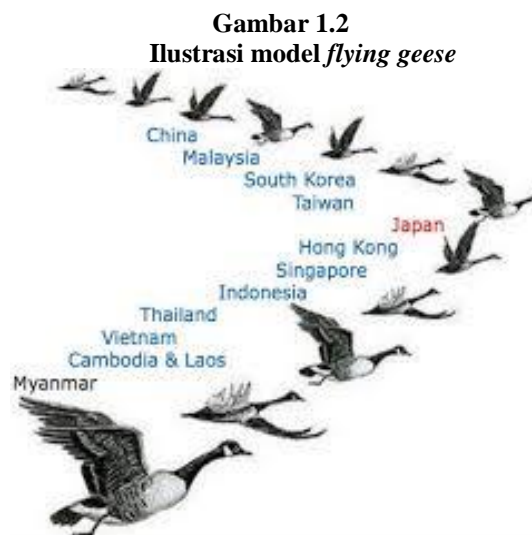 Gambar 1.2
Ilustrasi model flying geese
China
Malaysia
South Korea
Taiwan
Japan
Hong Kong
Singapore
Indonesia
Thailand
Vietnam
Cambodia & Laos
Myanmar